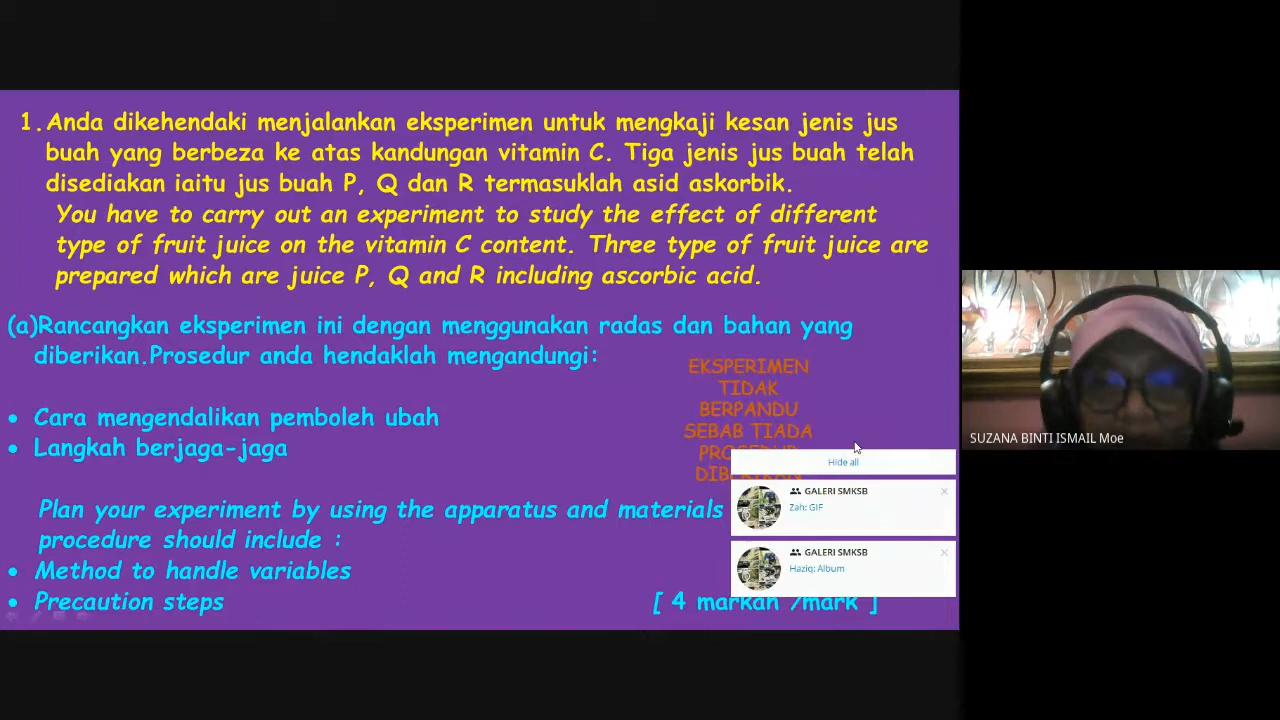 1. Anda dikehendaki menjalankan eksperimen untuk mengkaji kesan jenis jus
buah yang berbeza ke atas kandungan vitamin C. Tiga jenis jus buah telah
disediakan iaitu jus buah P, Q dan R termasuklah asid askorbik.
You have to carry out an experiment to study the effect of different
type of fruit juice on the vitamin C content. Three type of fruit juice are
prepared which are juice P, Q and R including ascorbic acid.
(a)Rancangkan eksperimen ini dengan menggunakan radas dan bahan yang
diberikan.Prosedur anda hendaklah mengandungi:
EKSPERIMEN
TIDAK
BERPANDU
SEBAB TIADA
• Cara mengendalikan pemboleh ubah
• Langkah berjaga-jaga
Plan your experiment by using the apparatus and materials
procedure should include :
• Method to handle variables
• Precaution steps
[ 4 markah /mark ]
Hide all
GALERI SMKSB
Zah: GIF
GALERI SMKSB
Haziq: Album
SUZANA BINTI ISMAIL Moe